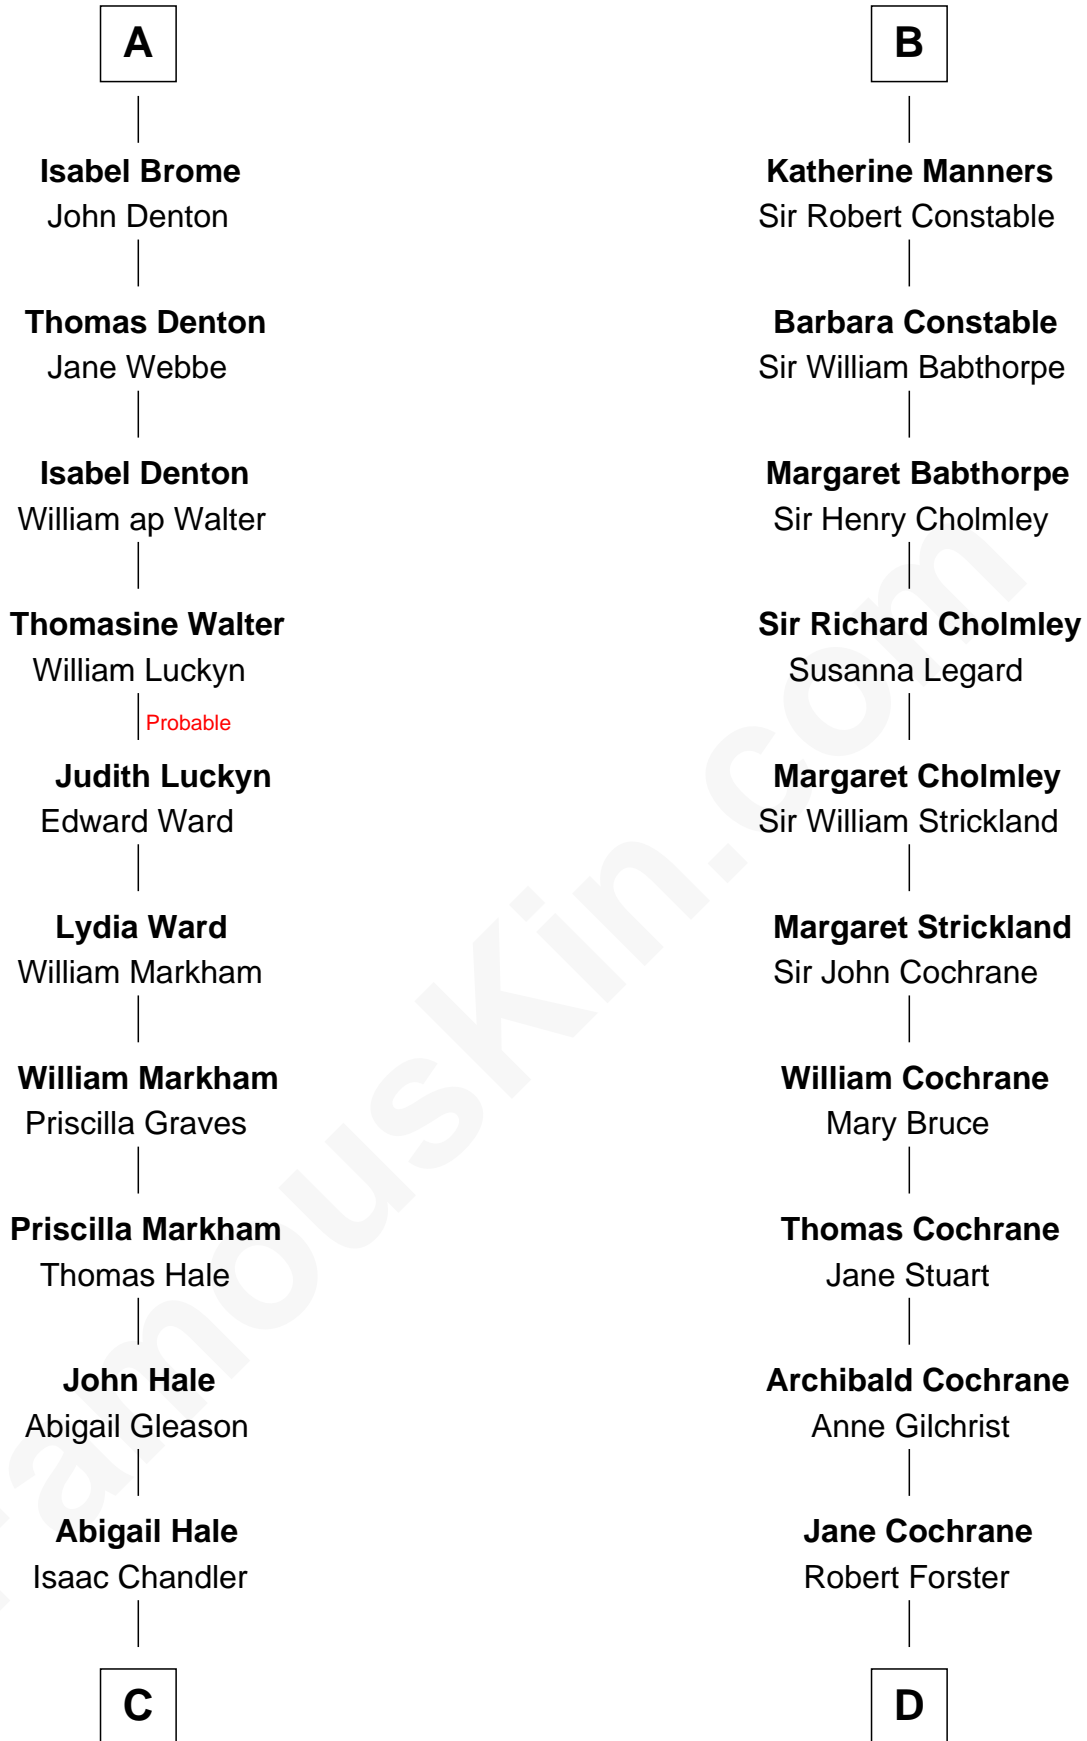 A
Isabel Brome
John Denton
Thomas Denton
Jane Webbe
Isabel Denton
William ap Walter
Thomasine Walter
William Luckyn
Probable
Judith Luckyn
Edward Ward
Lydia Ward
William Markham
William Markham
Priscilla Graves
Priscilla Markham
Thomas Hale
John Hale
Abigail Gleason
Abigail Hale
Isaac Chandler
C
B
Katherine Manners
Sir Robert Constable
Barbara Constable
Sir William Babthorpe
Margaret Babthorpe
Sir Henry Cholmley
Sir Richard Cholmley
Susanna Legard
Margaret Cholmley
Sir William Strickland
Margaret Strickland
Sir John Cochrane
William Cochrane
Mary Bruce
Thomas Cochrane
Jane Stuart
Archibald Cochrane
Anne Gilchrist
Jane Cochrane
Robert Forster
D
FamousKin.com